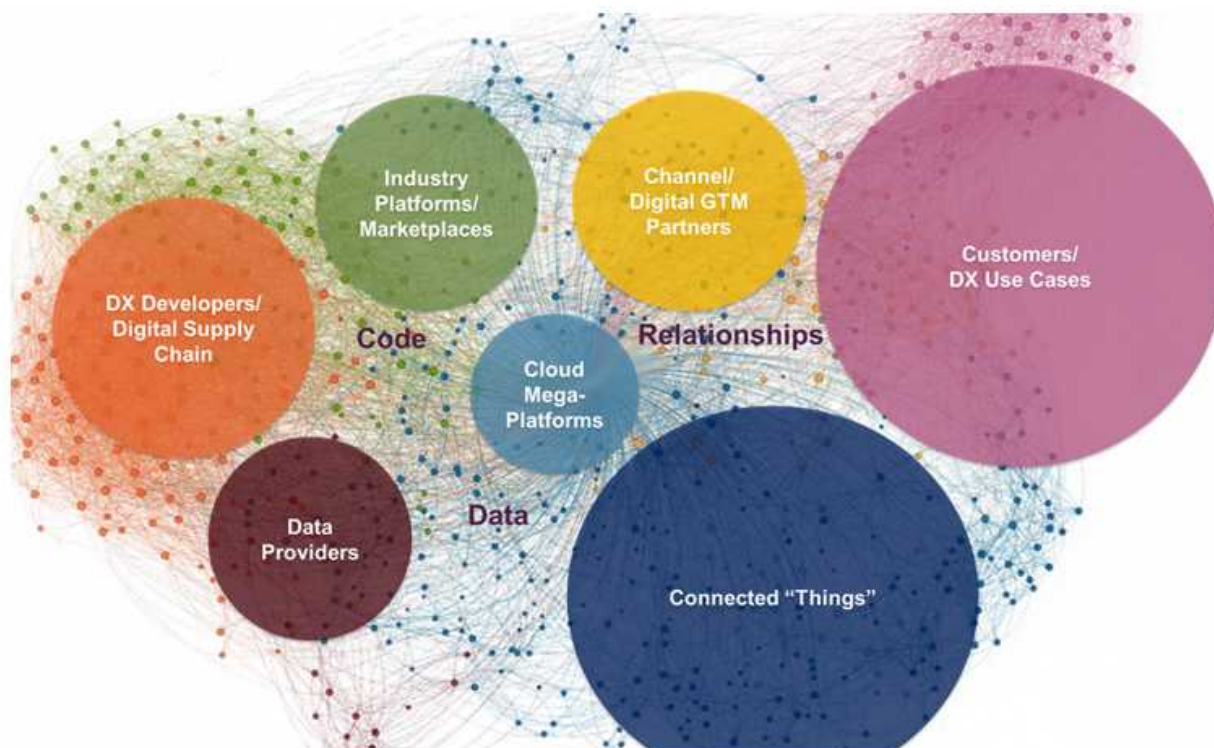 Industry
Platforms/
Marketplaces
Channel/
Digital GTM
Partners
Customers/
DX Use Cases
DX Developers/
Digital Supply
Chain
Code
Relationships
Cloud
Mega-
Platforms
Data
Providers
Data
Connected “Things”